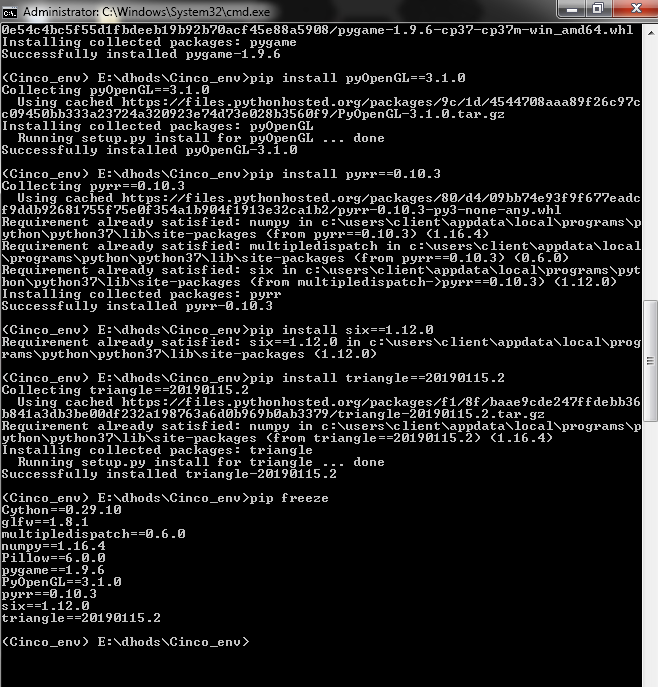 Administrator: C:\Windows\System32\cmd.exe
0e54c4bc5f55d1fbdeeb19b92b70acf45e88a5908/pygame-1.9.6-cp37-cp37m-win_amd64.whl
Installing collected packages: pygame
Successfully installed pygame-1.9.6
(Cinco_env) E:\dhods\Cinco_env>pip install pyOpenGL==3.1.0
Collecting pyOpenGL==3.1.0
  Using cached https://files.pythonhosted.org/packages/9c/1d/4544708aaa89f26c97c
c09450bb333a23724a320923e74d73e028b3560f9/PyOpenGL-3.1.0.tar.gz
Installing collected packages: pyOpenGL
  Running setup.py install for pyOpenGL ... done
Successfully installed pyOpenGL-3.1.0
(Cinco_env) E:\dhods\Cinco_env>pip install pyrr==0.10.3
Collecting pyrr==0.10.3
  Using cached https://files.pythonhosted.org/packages/80/d4/09bb74e93f9f677eadc
f9ddb92681755f75e0f354a1b904f1913e32ca1b2/pyrr-0.10.3-py3-none-any.whl
Requirement already satisfied: numpy in c:\users\client\appdata\local\programs\p
ython\python37\lib\site-packages (from pyrr==0.10.3) (1.16.4)
Requirement already satisfied: multipledispatch in c:\users\client\appdata\local
\programs\python\python37\lib\site-packages (from pyrr==0.10.3) (0.6.0)
Requirement already satisfied: six in c:\users\client\appdata\local\programs\pyt
hon\python37\lib\site-packages (from multipledispatch->pyrr==0.10.3) (1.12.0)
Installing collected packages: pyrr
Successfully installed pyrr-0.10.3
(Cinco_env) E:\dhods\Cinco_env>pip install six==1.12.0
Requirement already satisfied: six==1.12.0 in c:\users\client\appdata\local\prog
rams\python\python37\lib\site-packages (1.12.0)
(Cinco_env) E:\dhods\Cinco_env>pip install triangle==20190115.2
Collecting triangle==20190115.2
  Using cached https://files.pythonhosted.org/packages/f1/8f/baae9cde247ffdebb36
b841a3db3be00df232a198763a6d0b969b0ab3379/triangle-20190115.2.tar.gz
Requirement already satisfied: numpy in c:\users\client\appdata\local\programs\p
ython\python37\lib\site-packages (from triangle==20190115.2) (1.16.4)
Installing collected packages: triangle
  Running setup.py install for triangle ... done
Successfully installed triangle-20190115.2
(Cinco_env) E:\dhods\Cinco_env>pip freeze
Cython==0.29.10
glfw==1.8.1
multipledispatch==0.6.0
numpy==1.16.4
Pillow==6.0.0
pygame==1.9.6
PyOpenGL==3.1.0
pyrr==0.10.3
six==1.12.0
triangle==20190115.2
(Cinco_env) E:\dhods\Cinco_env>